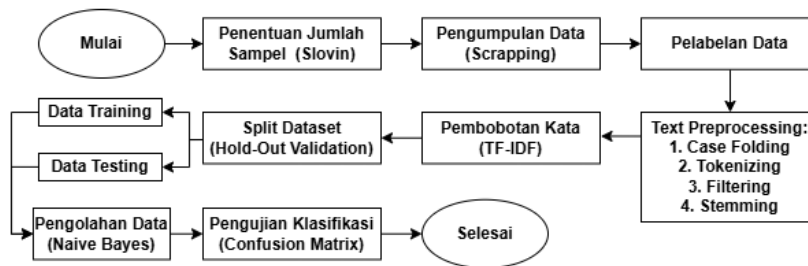 Mulai
Penentuan Jumlah
Sampel (Slovin)
Pengumpulan Data
(Scrapping)
Pelabelan Data
Text Preprocessing:
1. Case Folding
2. Tokenizing
3. Filtering
4. Stemming
Pembobotan Kata
(TF-IDF)
Split Dataset
(Hold-Out Validation)
Data Training
Data Testing
Pengolahan Data
(Naive Bayes)
Pengujian Klasifikasi
(Confusion Matrix)
Selesai